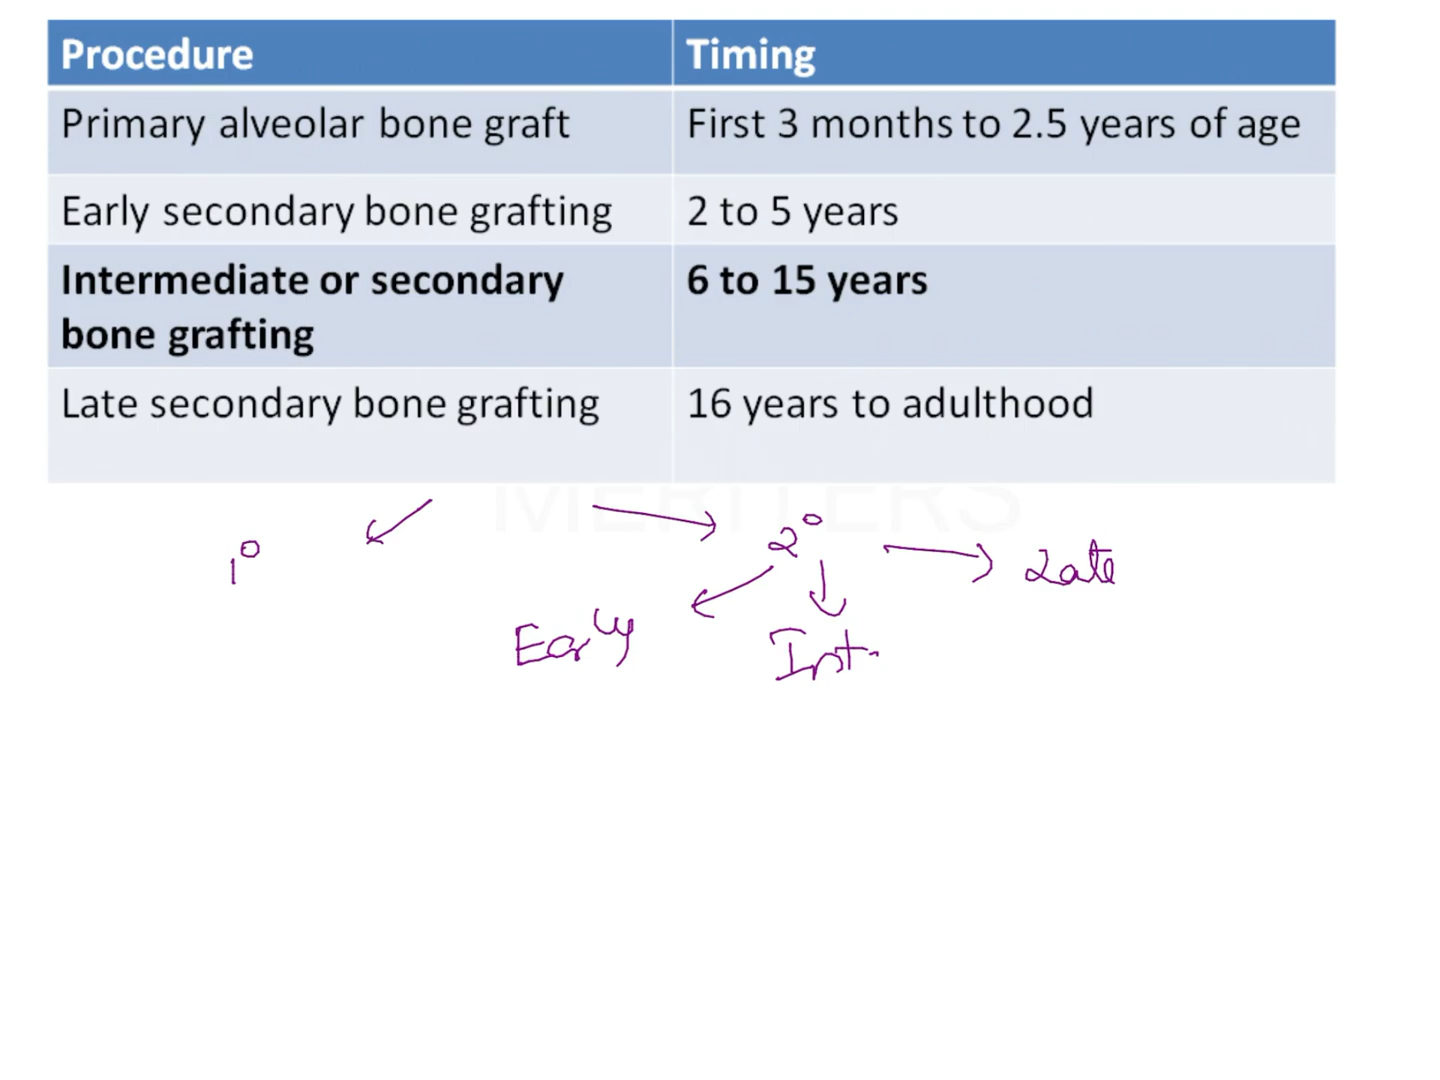 Procedure Timing
Primary alveolar bone graft First 3 months to 2.5 years of age
Early secondary bone grafting 2 to 5 years
Intermediate or secondary 6 to 15 years
bone grafting
Late secondary bone grafting 16 years to adulthood
MERITERS
1° 2° Late
Early Int.